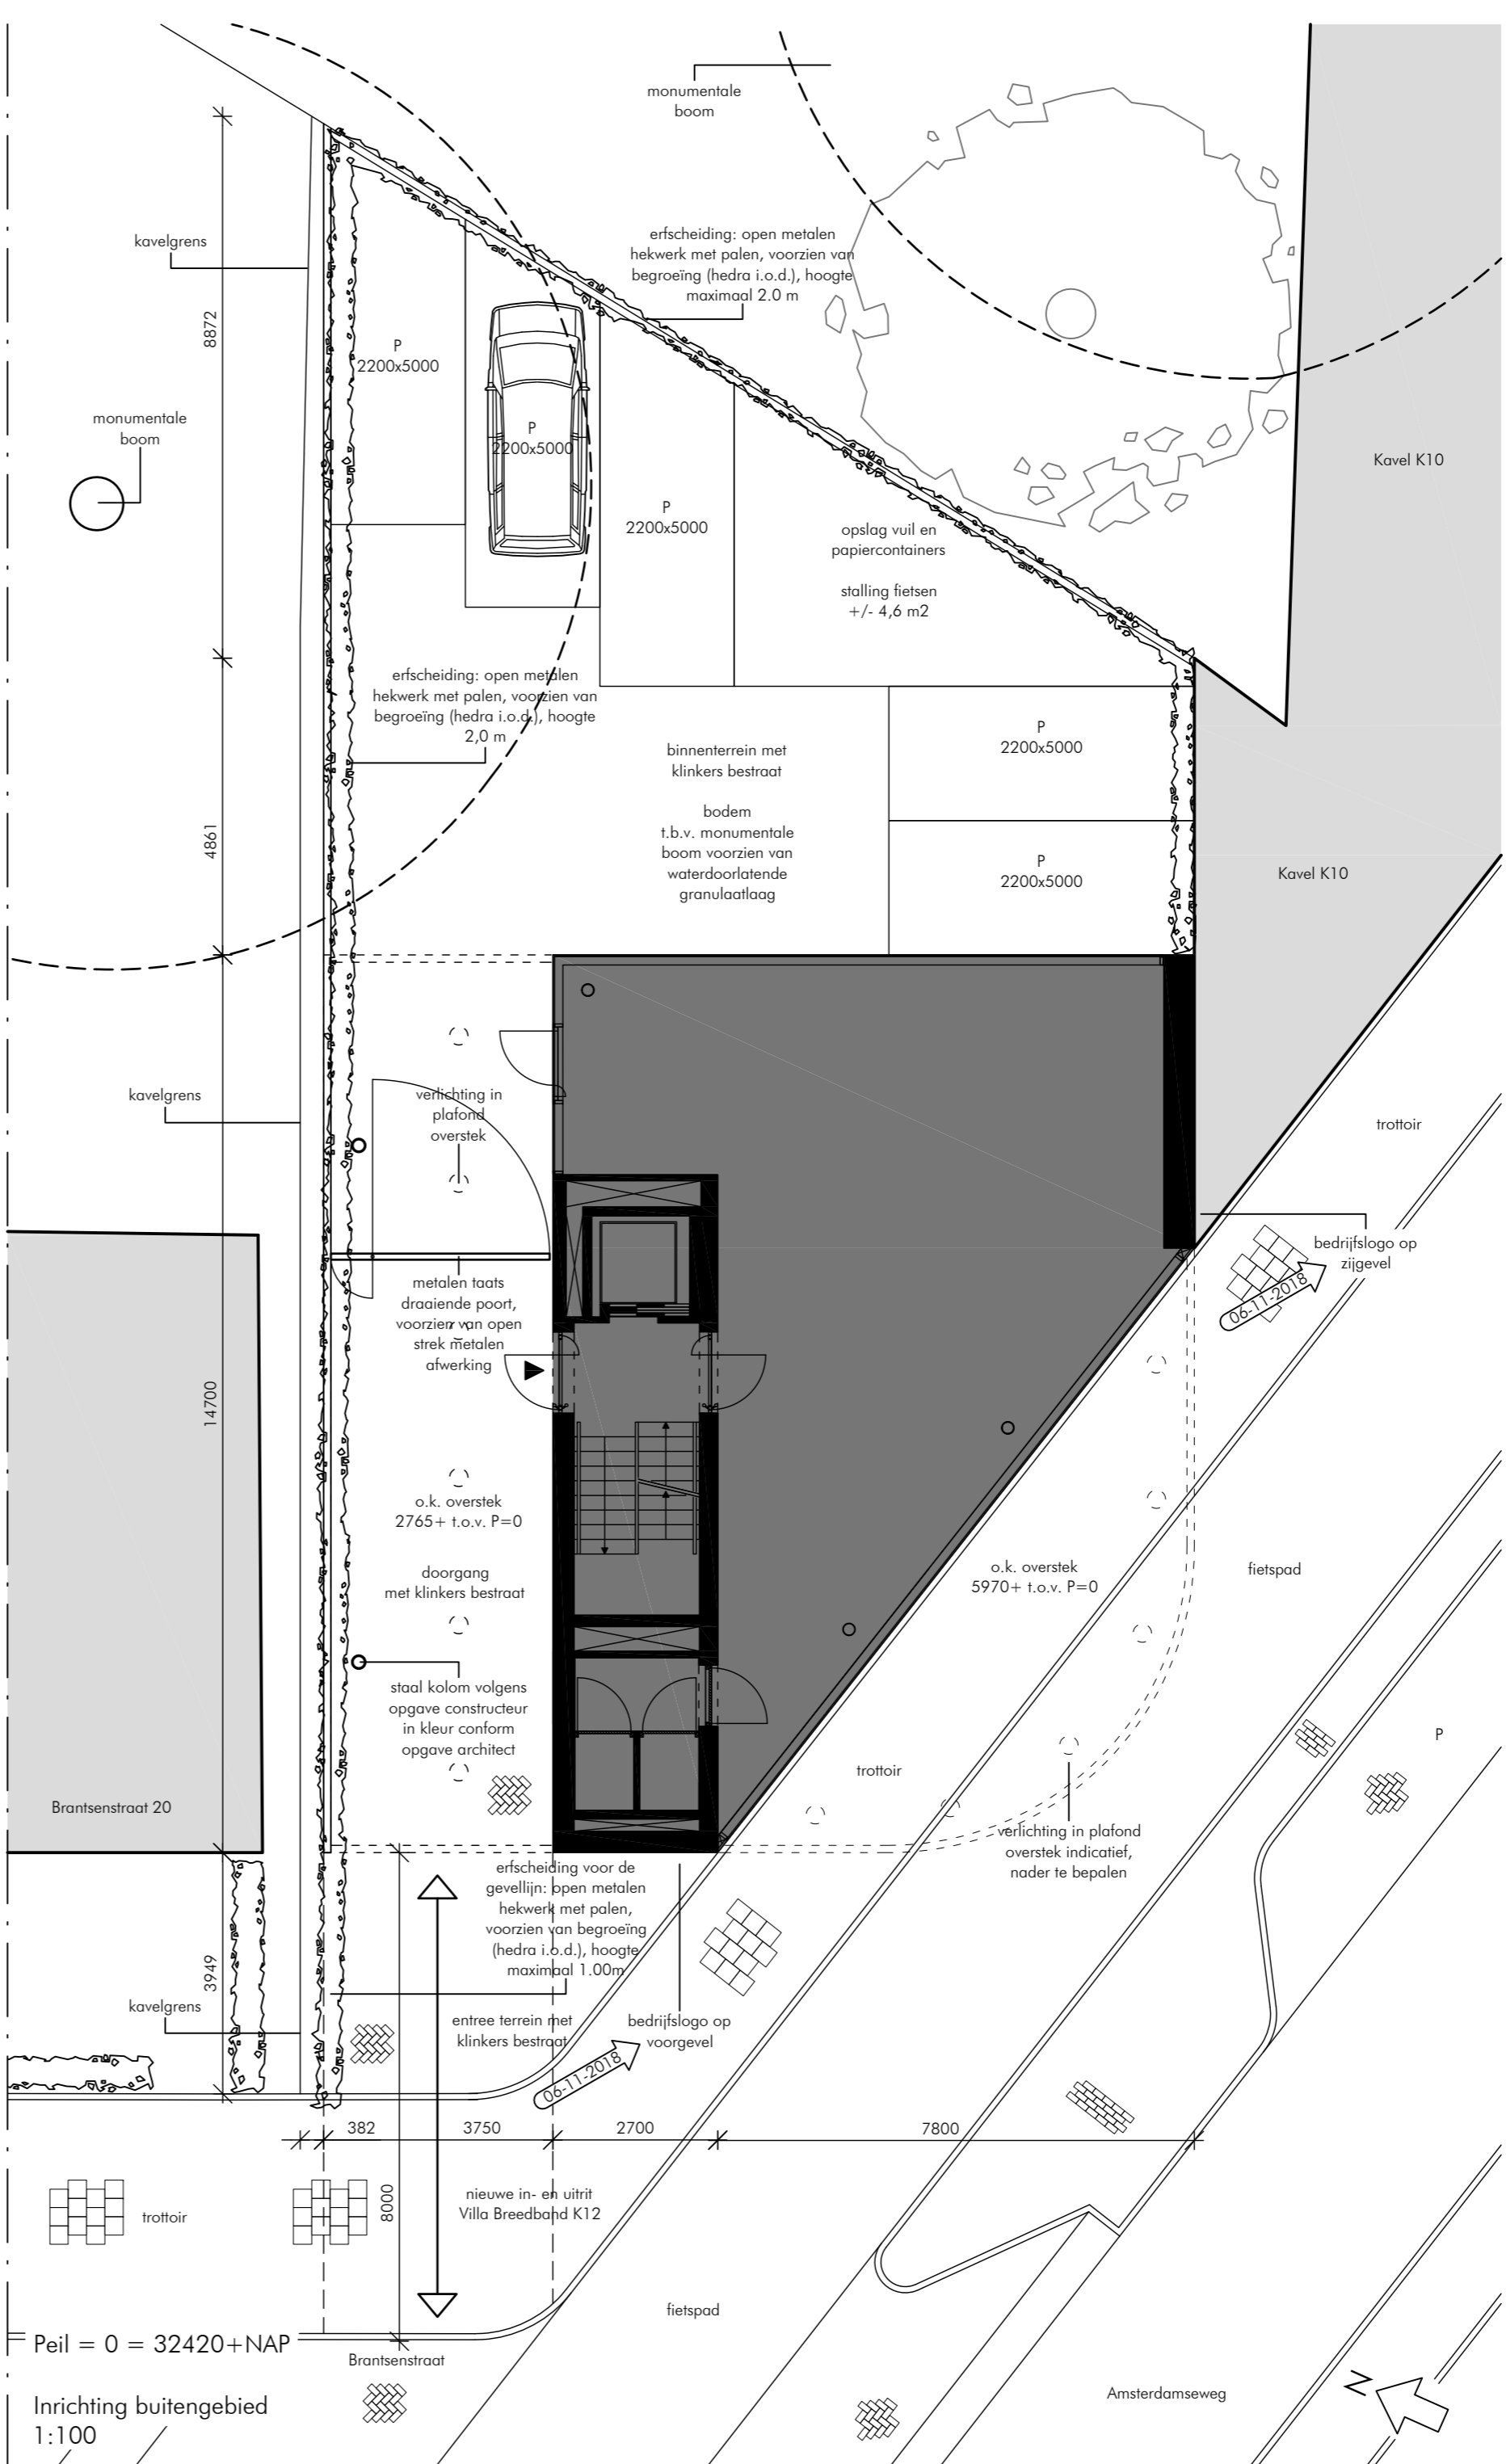 monumentale
boom
kavelgrens
erfscheiding: open metalen
hekwerk met palen, voorzien van
begroeïng (hedra i.o.d.), hoogte
maximaal 2.0 m
8872
P
2200x5000
monumentale
boom
P
2200x5000
Kavel K10
P
2200x5000
opslag vuil en
papiercontainers
stalling fietsen
+/- 4,6 m2
erfscheiding: open metalen
hekwerk met palen, voorzien van
begroeïng (hedra i.o.d.), hoogte
2,0 m
binnenterrein met
klinkers bestraat
P
2200x5000
4861
bodem
t.b.v. monumentale
boom voorzien van
waterdoorlatende
granulaatlaag
P
2200x5000
Kavel K10
kavelgrens
verlichting in
plafond
overstek
trottoir
bedrijfslogo op
zijgevel
06-11-2018
metalen taats
draaiende poort,
voorzien van open
strek metalen
afwerking
14700
o.k. overstek
2765+ t.o.v. P=0
doorgang
met klinkers bestraat
o.k. overstek
5970+ t.o.v. P=0
fietspad
staal kolom volgens
opgave constructeur
in kleur conform
opgave architect
P
trottoir
Brantsenstraat 20
verlichting in plafond
overstek indicatief,
nader te bepalen
erfscheiding voor de
gevellijn: open metalen
hekwerk met palen,
voorzien van begroeïng
(hedra i.o.d.), hoogte
maximaal 1.00m
3949
kavelgrens
entree terrein met
klinkers bestraat
bedrijfslogo op
voorgevel
06-11-2018
382
3750
2700
7800
8000
trottoir
nieuwe in- en uitrit
Villa Breedband K12
fietspad
Peil = 0 = 32420+NAP
Brantsenstraat
Amsterdamseweg
N
Inrichting buitengebied
1:100